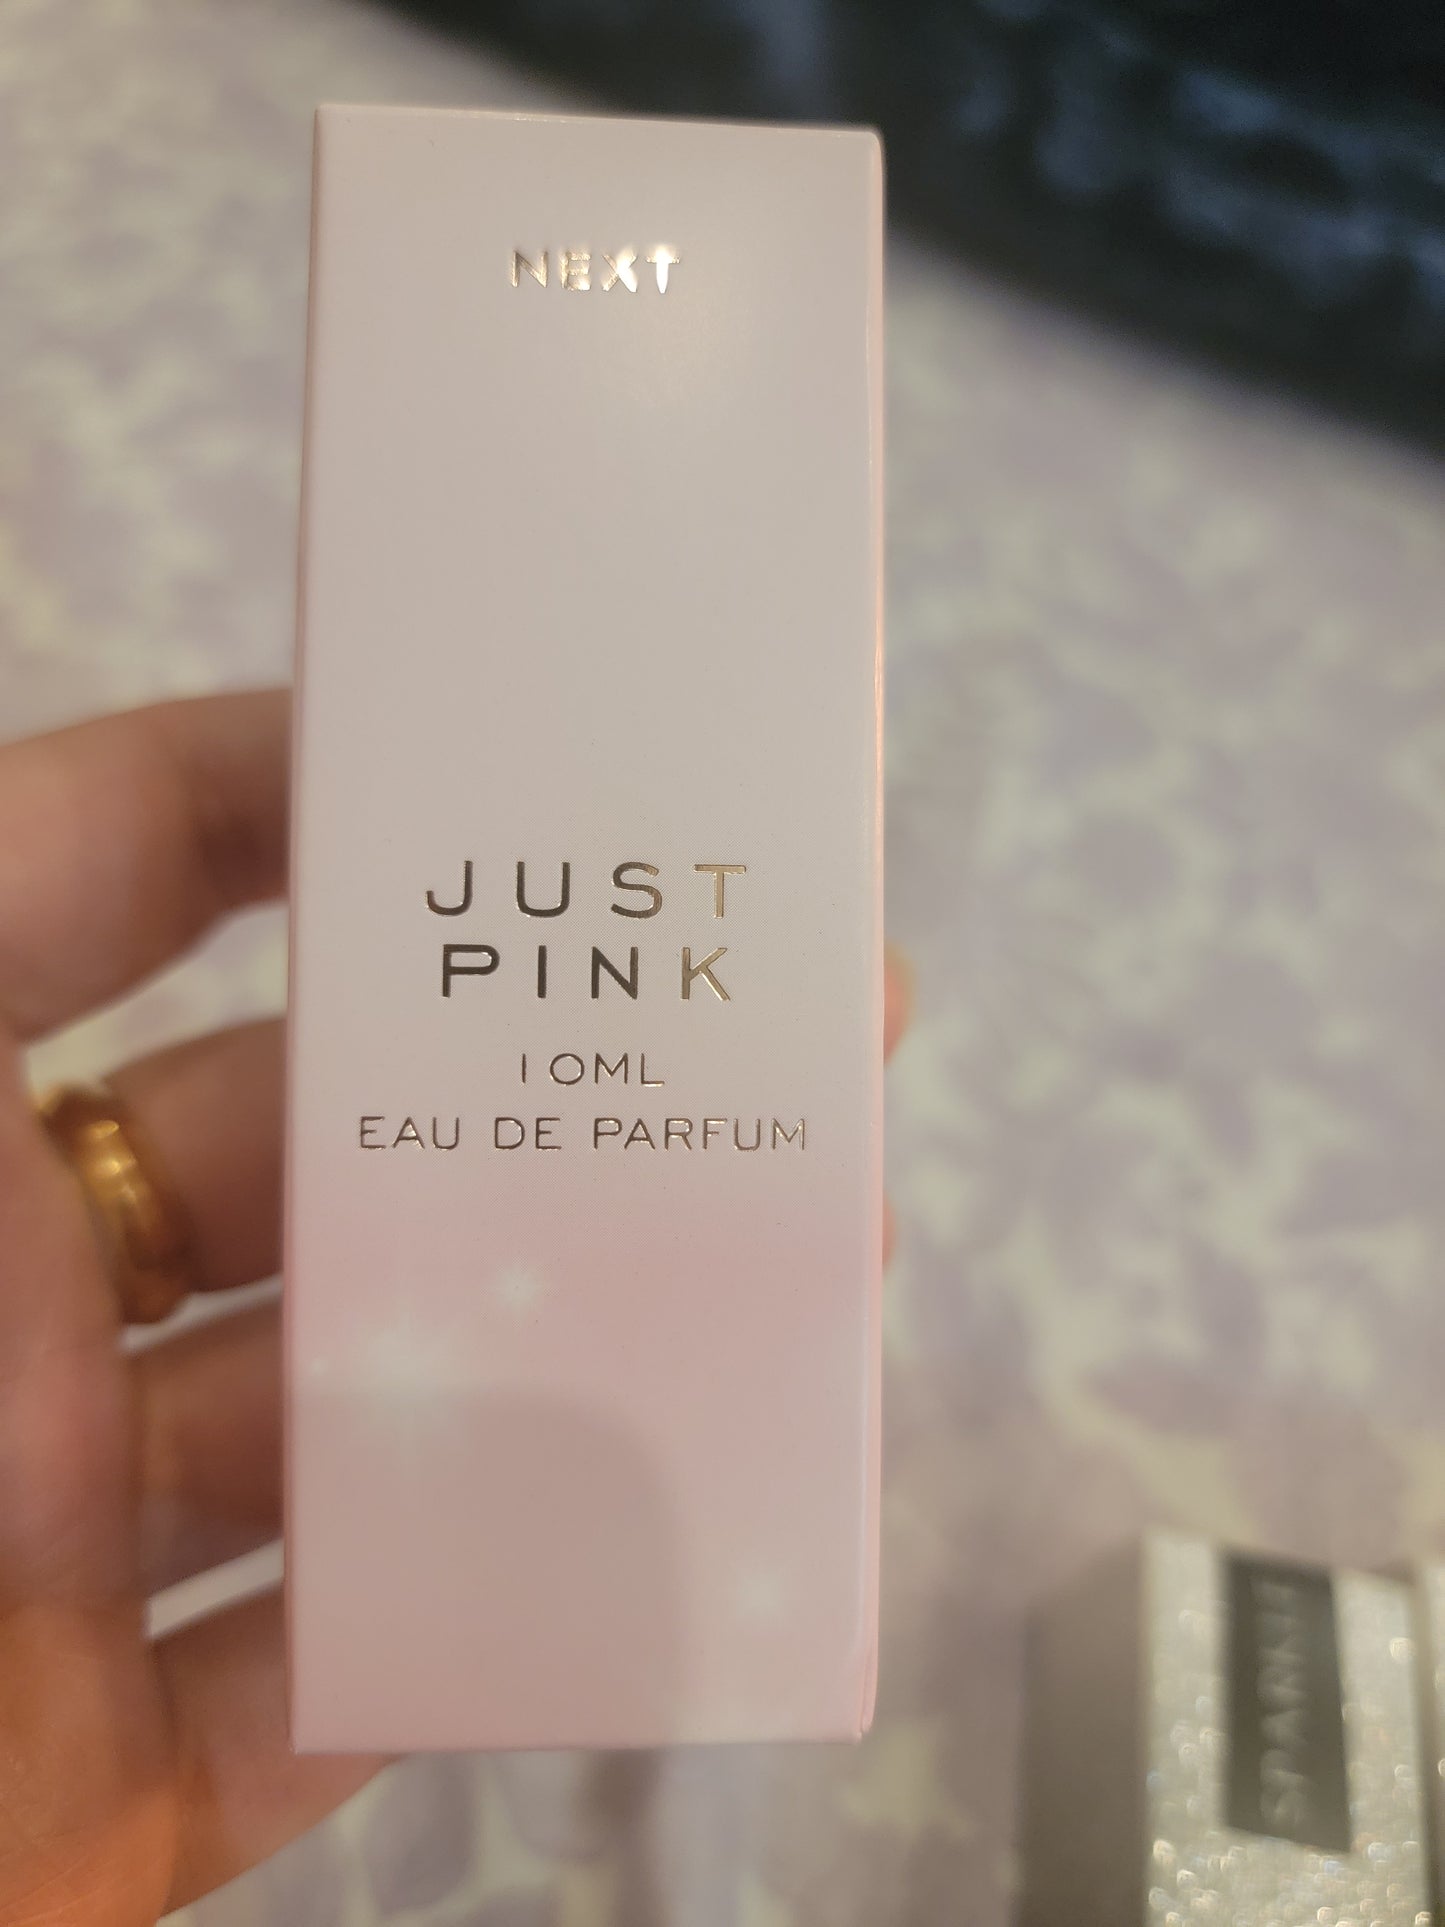 NEXT
JUST
PINK
10ML
EAU DE PARFUM
SPARKLE